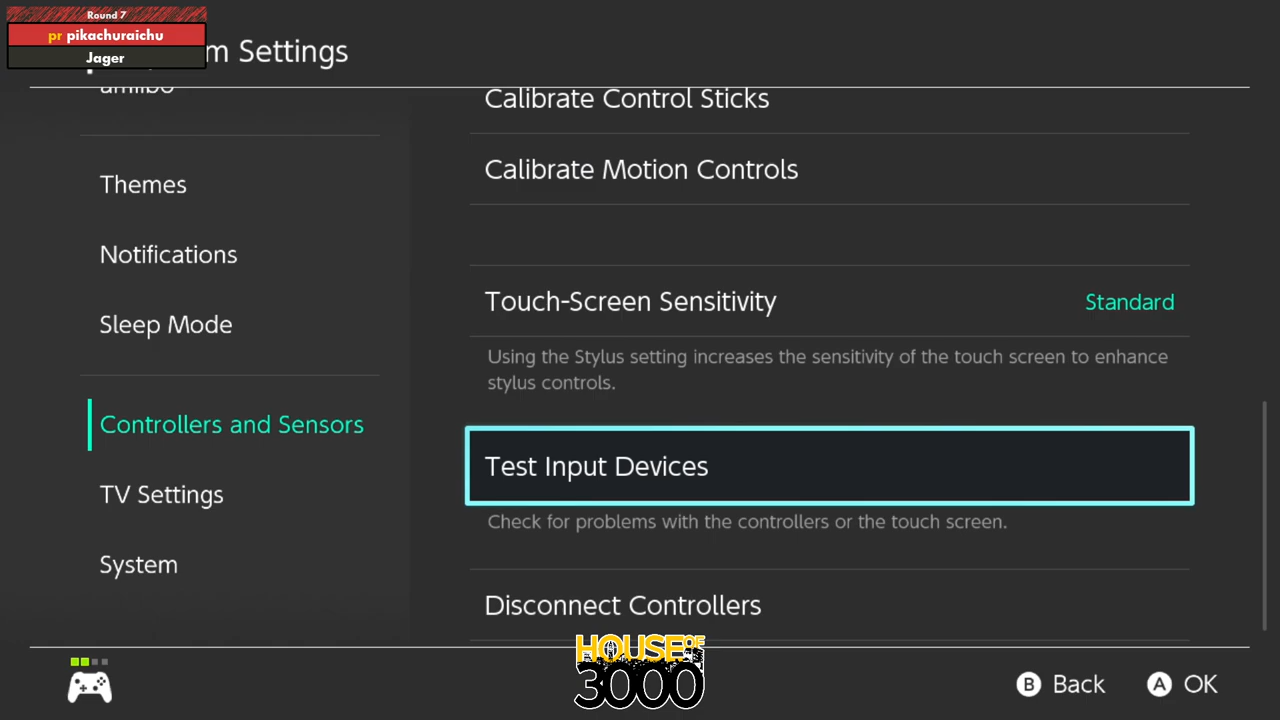 Round 7
pr pikachuraichu
Jager
m Settings
amiibo
Themes
Notifications
Sleep Mode
Controllers and Sensors
TV Settings
System
Calibrate Control Sticks
Calibrate Motion Controls
Touch-Screen Sensitivity Standard
Using the Stylus setting increases the sensitivity of the touch screen to enhance
stylus controls.
Test Input Devices
Check for problems with the controllers or the touch screen.
Disconnect Controllers
HOUSE OF
3000
B Back A OK